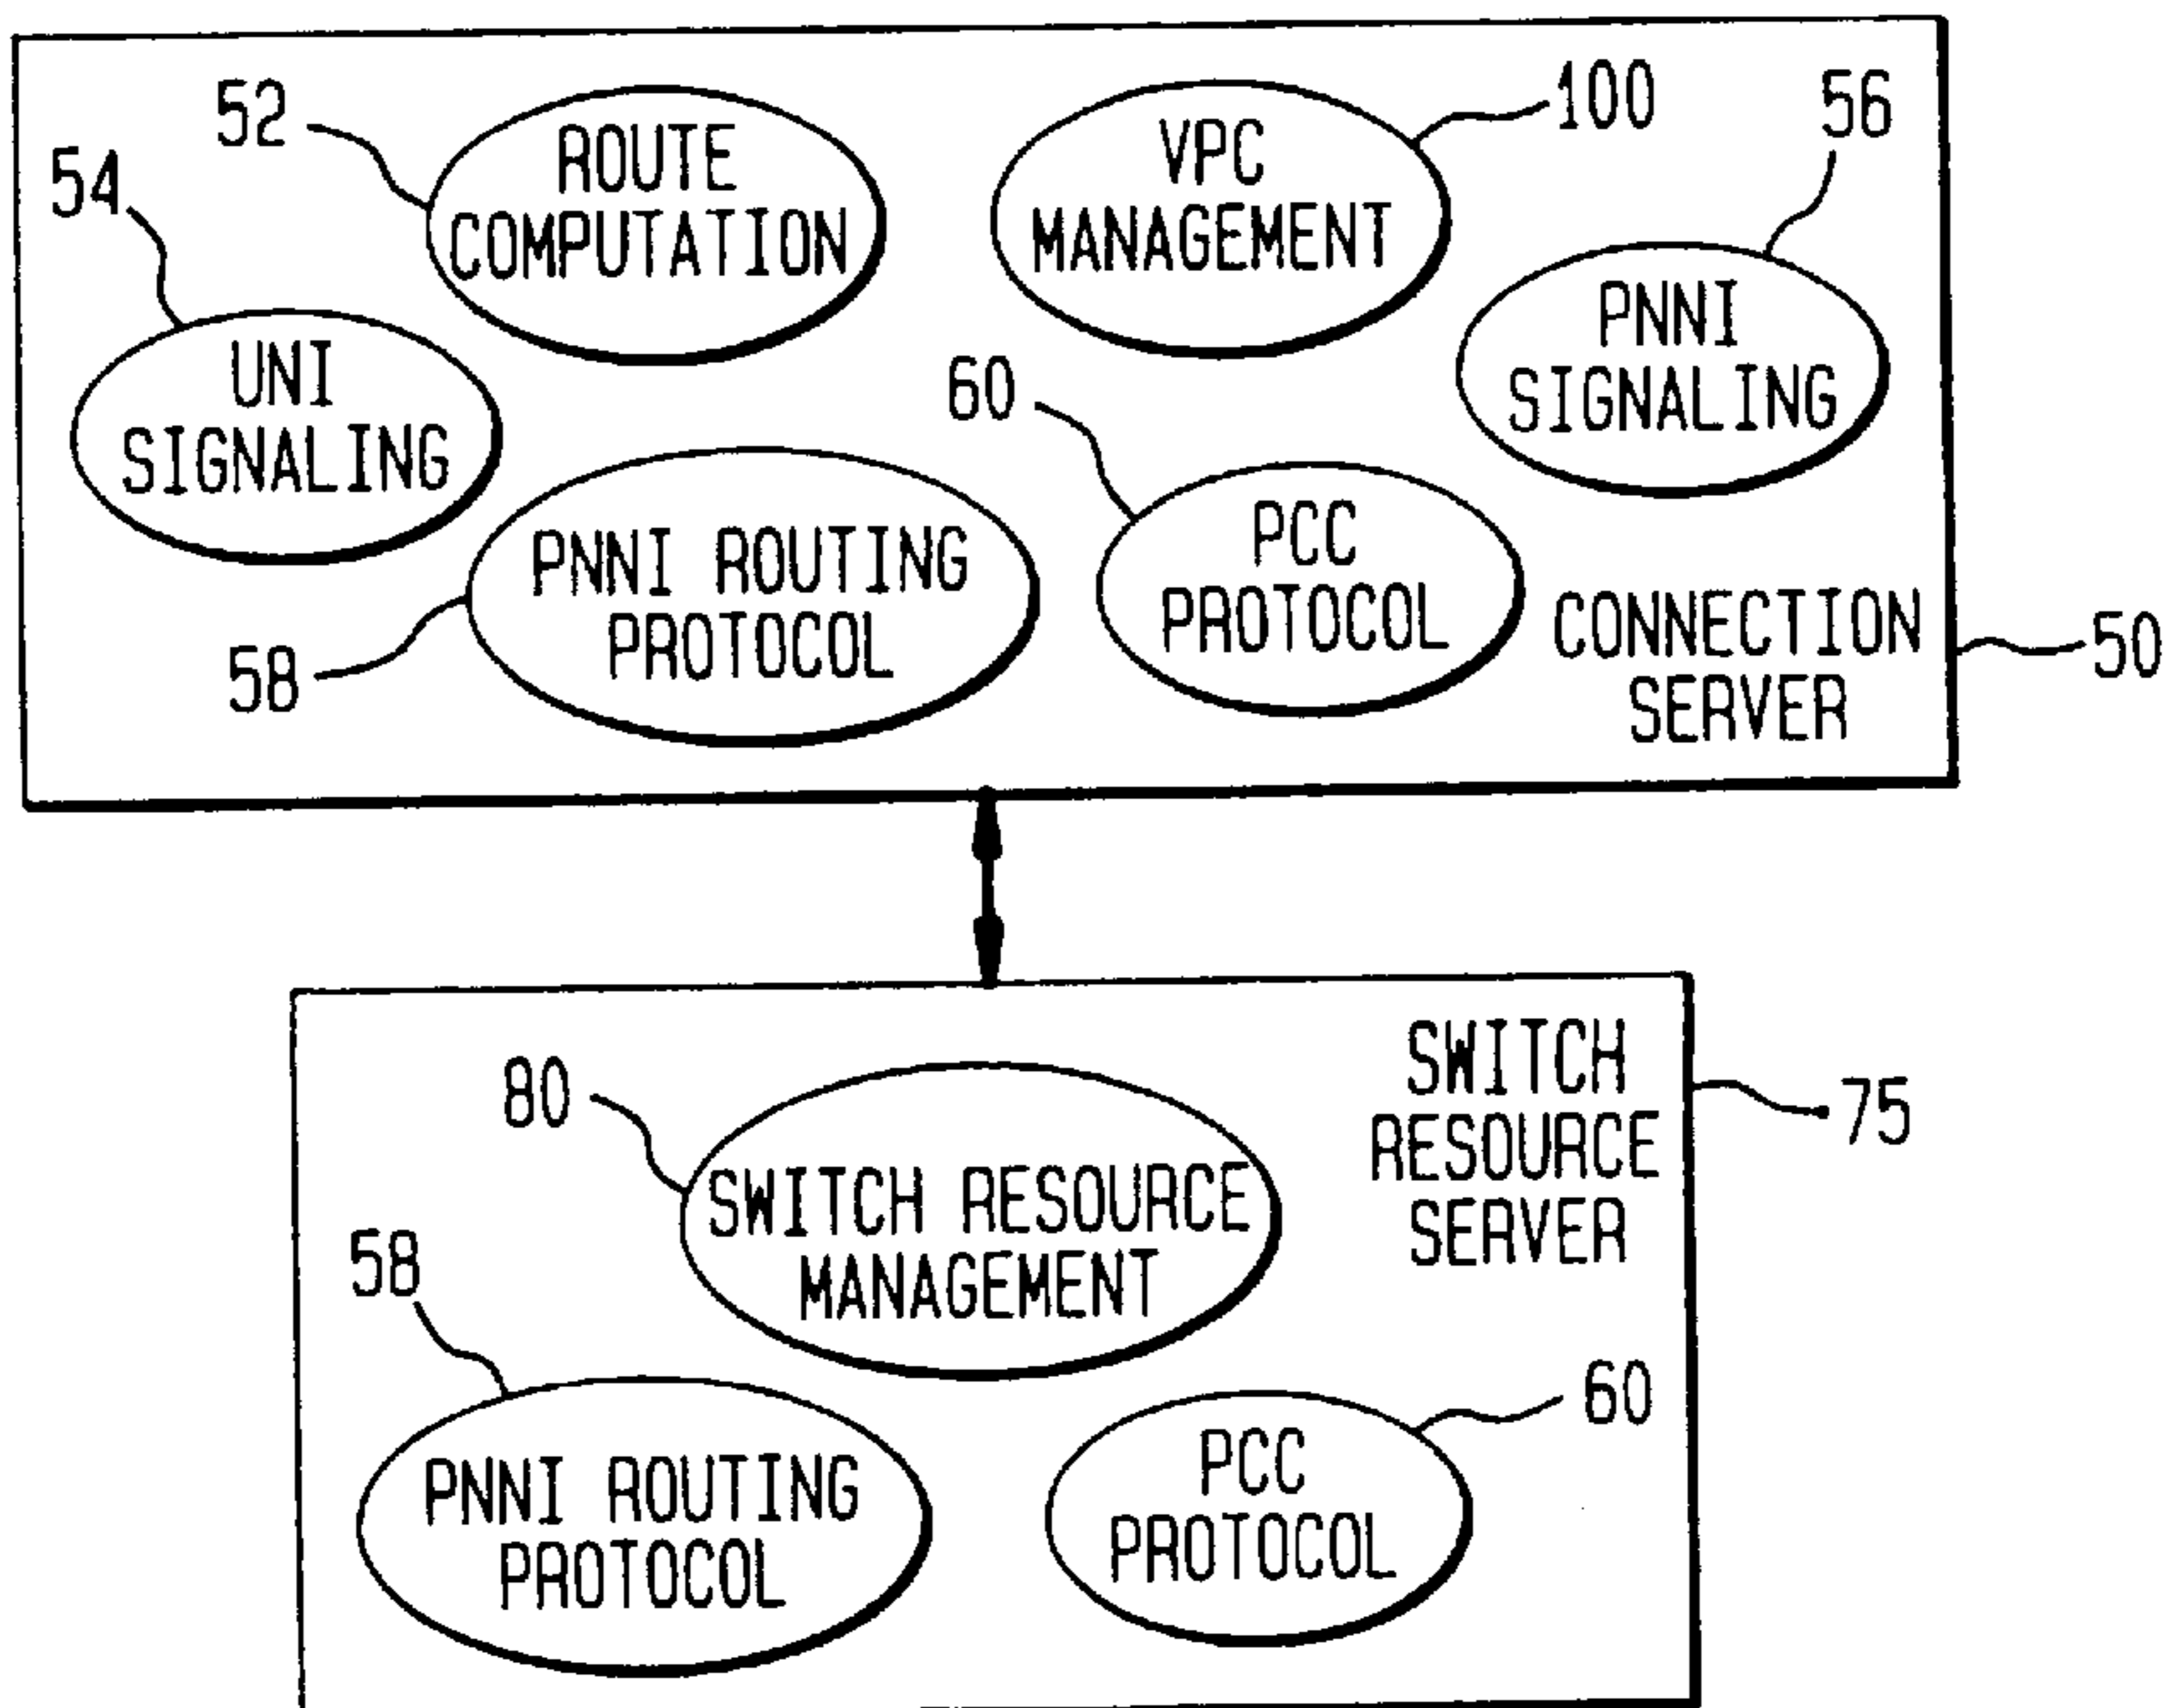 52
ROUTE
COMPUTATION
VPC
MANAGEMENT
100
56
54
UNI
SIGNALING
PNNI
SIGNALING
60
PNNI ROUTING
PROTOCOL
58
PCC
PROTOCOL
CONNECTION
SERVER
50
SWITCH
RESOURCE
SERVER
75
80
SWITCH RESOURCE
MANAGEMENT
58
PNNI ROUTING
PROTOCOL
60
PCC
PROTOCOL